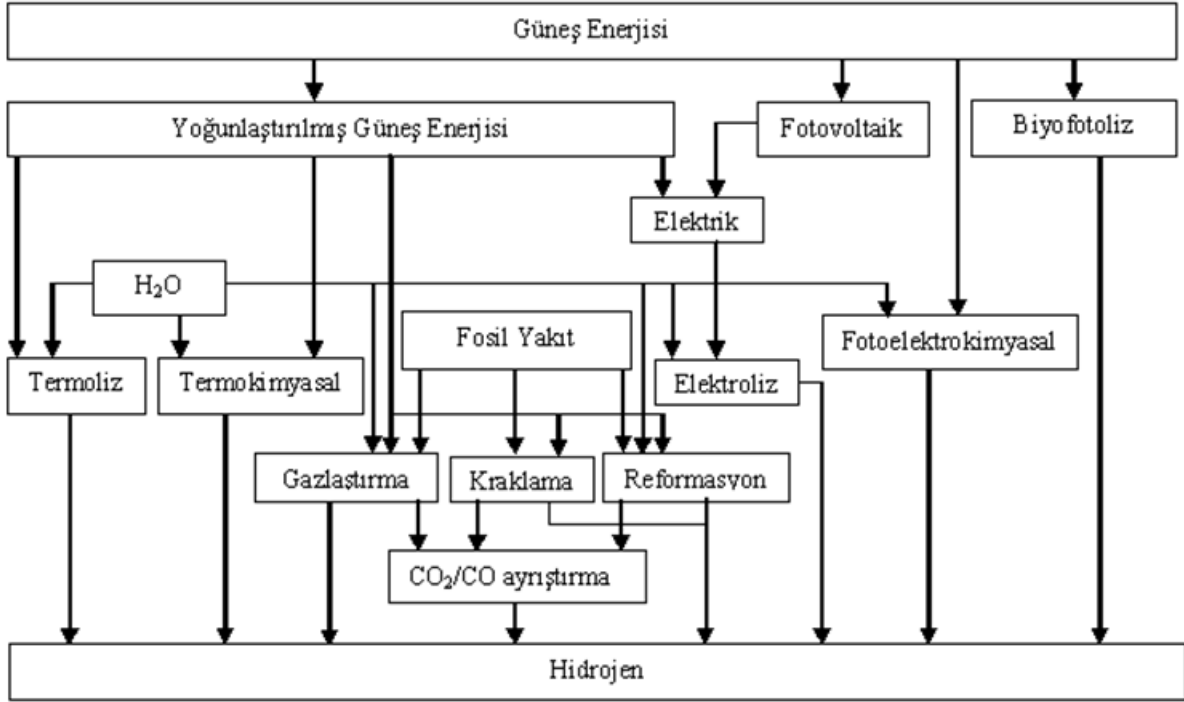 Güneş Enerjisi
Yoğunlaştırılmış Güneş Enerjisi
Fotovoltaik
Biyofotoliz
Elektrik
H₂O
Fosil Yakıt
Fotoelektrokimyasal
Termoliz
Termokimyasal
Elektroliz
Gazlaştırma
Kraklama
Reformasyon
CO₂/CO ayrıştırma
Hidrojen